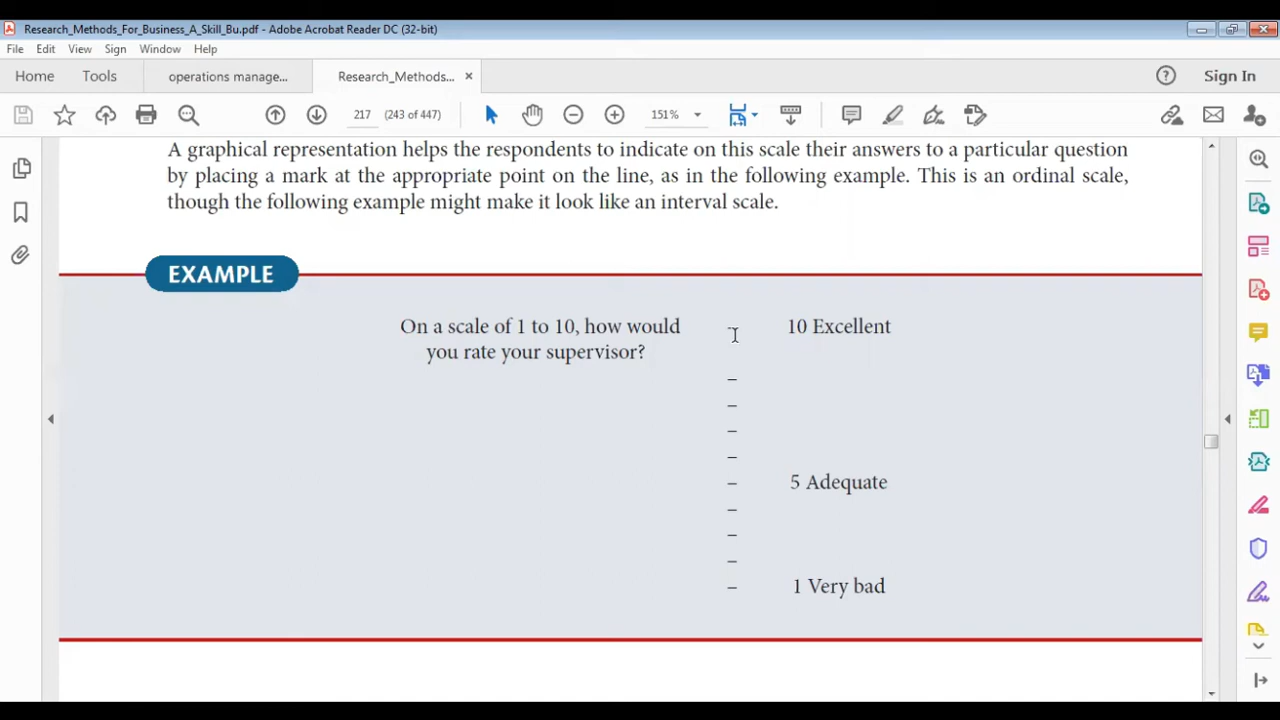 Research_Methods_For_Business_A_Skill_Bu.pdf - Adobe Acrobat Reader DC (32-bit)
File Edit View Sign Window Help
Home Tools operations manage... Research_Methods... × Sign In
217 (243 of 447) 151%
A graphical representation helps the respondents to indicate on this scale their answers to a particular question
by placing a mark at the appropriate point on the line, as in the following example. This is an ordinal scale,
though the following example might make it look like an interval scale.
EXAMPLE
On a scale of 1 to 10, how would – 10 Excellent
you rate your supervisor?
–
–
–
–
– 5 Adequate
–
–
–
– 1 Very bad